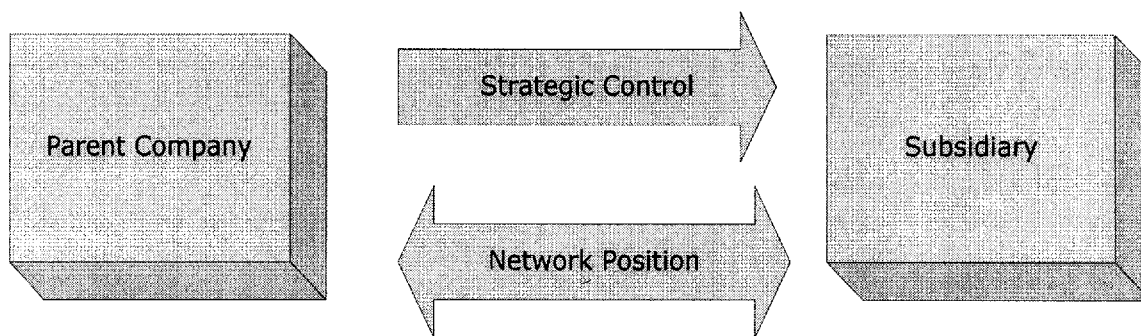 Strategic Control
Parent Company
Subsidiary
Network Position